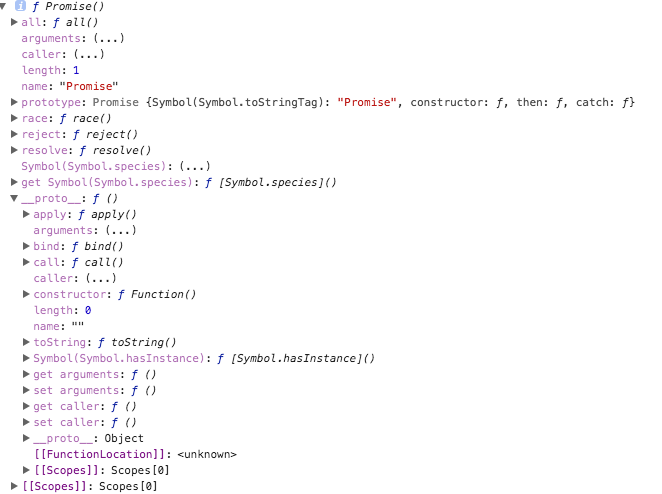 i ƒ Promise()
all: ƒ all()
arguments: (...)
caller: (...)
length: 1
name: "Promise"
prototype: Promise {Symbol(Symbol.toStringTag): "Promise", constructor: ƒ, then: ƒ, catch: ƒ}
race: ƒ race()
reject: ƒ reject()
resolve: ƒ resolve()
Symbol(Symbol.species): (...)
get Symbol(Symbol.species): ƒ [Symbol.species]()
__proto__: ƒ ()
apply: ƒ apply()
arguments: (...)
bind: ƒ bind()
call: ƒ call()
caller: (...)
constructor: ƒ Function()
length: 0
name: ""
toString: ƒ toString()
Symbol(Symbol.hasInstance): ƒ [Symbol.hasInstance]()
get arguments: ƒ ()
set arguments: ƒ ()
get caller: ƒ ()
set caller: ƒ ()
__proto__: Object
[[FunctionLocation]]: <unknown>
[[Scopes]]: Scopes[0]
[[Scopes]]: Scopes[0]